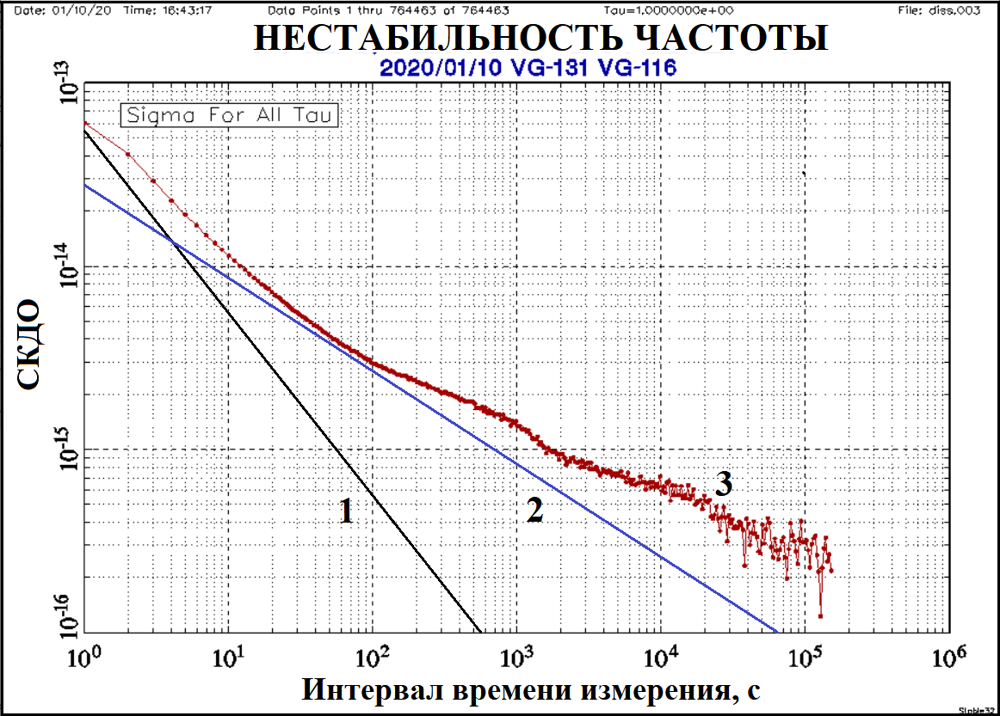 Date: 01/10/20 Time: 16:43:17 Data Points 1 thru 764463 of 764463 Tau=1.0000000e+00 File: diss.003
НЕСТАБИЛЬНОСТЬ ЧАСТОТЫ
2020/01/10 VG-131 VG-116
Sigma For All Tau
СКДО
10⁻¹³
10⁻¹⁴
10⁻¹⁵
10⁻¹⁶
1
2
3
10⁰ 10¹ 10² 10³ 10⁴ 10⁵ 10⁶
Интервал времени измерения, с
Stable32